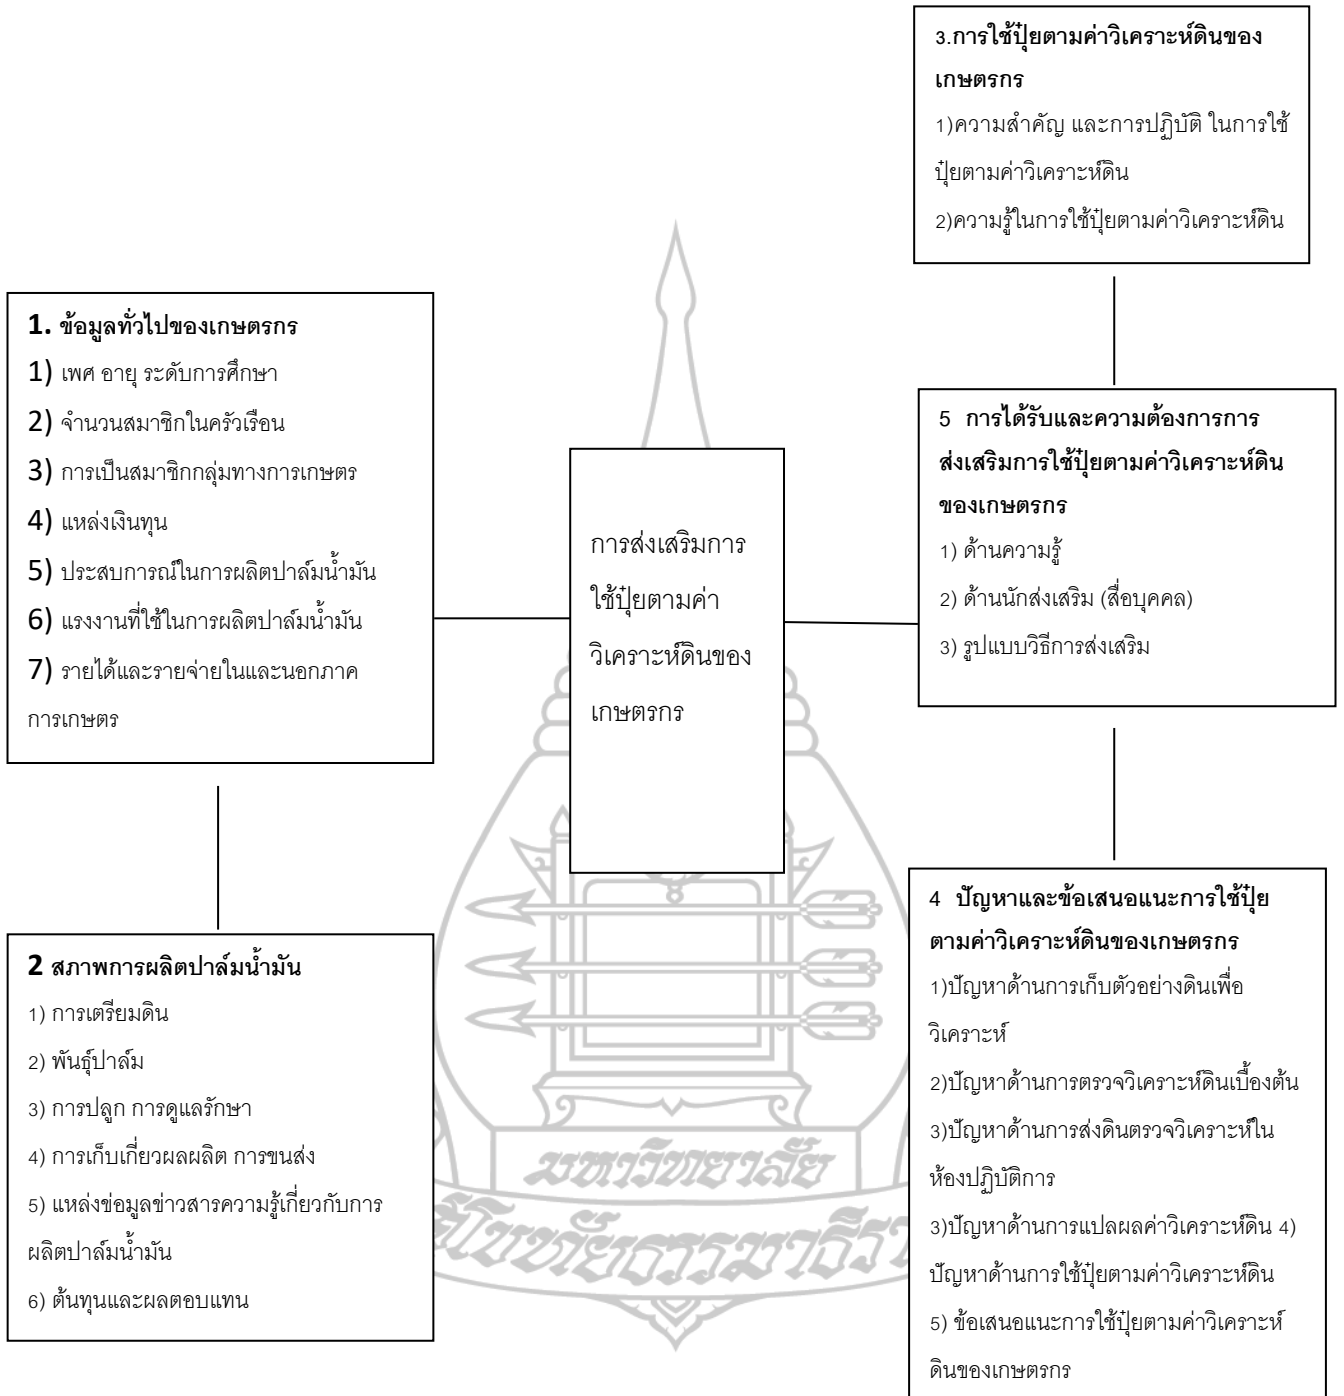 3.การใช้ปุ๋ยตามค่าวิเคราะห์ดินของ
เกษตรกร
1)ความสำคัญ และการปฏิบัติ ในการใช้
ปุ๋ยตามค่าวิเคราะห์ดิน
2)ความรู้ในการใช้ปุ๋ยตามค่าวิเคราะห์ดิน
1. ข้อมูลทั่วไปของเกษตรกร
1) เพศ อายุ ระดับการศึกษา
2) จำนวนสมาชิกในครัวเรือน
3) การเป็นสมาชิกกลุ่มทางการเกษตร
4) แหล่งเงินทุน
5) ประสบการณ์ในการผลิตปาล์มน้ำมัน
6) แรงงานที่ใช้ในการผลิตปาล์มน้ำมัน
7) รายได้และรายจ่ายในและนอกภาค
การเกษตร
การส่งเสริมการ
ใช้ปุ๋ยตามค่า
วิเคราะห์ดินของ
เกษตรกร
5 การได้รับและความต้องการการ
ส่งเสริมการใช้ปุ๋ยตามค่าวิเคราะห์ดิน
ของเกษตรกร
1) ด้านความรู้
2) ด้านนักส่งเสริม (สื่อบุคคล)
3) รูปแบบวิธีการส่งเสริม
2 สภาพการผลิตปาล์มน้ำมัน
1) การเตรียมดิน
2) พันธุ์ปาล์ม
3) การปลูก การดูแลรักษา
4) การเก็บเกี่ยวผลผลิต การขนส่ง
5) แหล่งข่อมูลข่าวสารความรู้เกี่ยวกับการ
ผลิตปาล์มน้ำมัน
6) ต้นทุนและผลตอบแทน
4 ปัญหาและข้อเสนอแนะการใช้ปุ๋ย
ตามค่าวิเคราะห์ดินของเกษตรกร
1)ปัญหาด้านการเก็บตัวอย่างดินเพื่อ
วิเคราะห์
2)ปัญหาด้านการตรวจวิเคราะห์ดินเบื้องต้น
3)ปัญหาด้านการส่งดินตรวจวิเคราะห์ใน
ห้องปฏิบัติการ
3)ปัญหาด้านการแปลผลค่าวิเคราะห์ดิน 4)
ปัญหาด้านการใช้ปุ๋ยตามค่าวิเคราะห์ดิน
5) ข้อเสนอแนะการใช้ปุ๋ยตามค่าวิเคราะห์
ดินของเกษตรกร
มหาวิทยาลัย